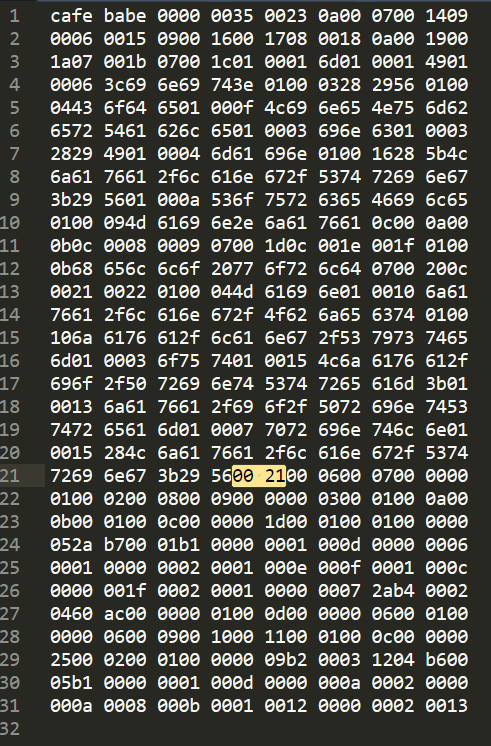 1 cafe babe 0000 0035 0023 0a00 0700 1409
2 0006 0015 0900 1600 1708 0018 0a00 1900
3 1a07 001b 0700 1c01 0001 6d01 0001 4901
4 0006 3c69 6e69 743e 0100 0328 2956 0100
5 0443 6f64 6501 000f 4c69 6e65 4e75 6d62
6 6572 5461 626c 6501 0003 696e 6301 0003
7 2829 4901 0004 6d61 696e 0100 1628 5b4c
8 6a61 7661 2f6c 616e 672f 5374 7269 6e67
9 3b29 5601 000a 536f 7572 6365 4669 6c65
10 0100 094d 6169 6e2e 6a61 7661 0c00 0a00
11 0b0c 0008 0009 0700 1d0c 001e 001f 0100
12 0b68 656c 6c6f 2077 6f72 6c64 0700 200c
13 0021 0022 0100 044d 6169 6e01 0010 6a61
14 7661 2f6c 616e 672f 4f62 6a65 6374 0100
15 106a 6176 612f 6c61 6e67 2f53 7973 7465
16 6d01 0003 6f75 7401 0015 4c6a 6176 612f
17 696f 2f50 7269 6e74 5374 7265 616d 3b01
18 0013 6a61 7661 2f69 6f2f 5072 696e 7453
19 7472 6561 6d01 0007 7072 696e 746c 6e01
20 0015 284c 6a61 7661 2f6c 616e 672f 5374
21 7269 6e67 3b29 5600 2100 0600 0700 0000
22 0100 0200 0800 0900 0000 0300 0100 0a00
23 0b00 0100 0c00 0000 1d00 0100 0100 0000
24 052a b700 01b1 0000 0001 000d 0000 0006
25 0001 0000 0002 0001 000e 000f 0001 000c
26 0000 001f 0002 0001 0000 0007 2ab4 0002
27 0460 ac00 0000 0100 0d00 0000 0600 0100
28 0000 0600 0900 1000 1100 0100 0c00 0000
29 2500 0200 0100 0000 09b2 0003 1204 b600
30 05b1 0000 0001 000d 0000 000a 0002 0000
31 000a 0008 000b 0001 0012 0000 0002 0013
32